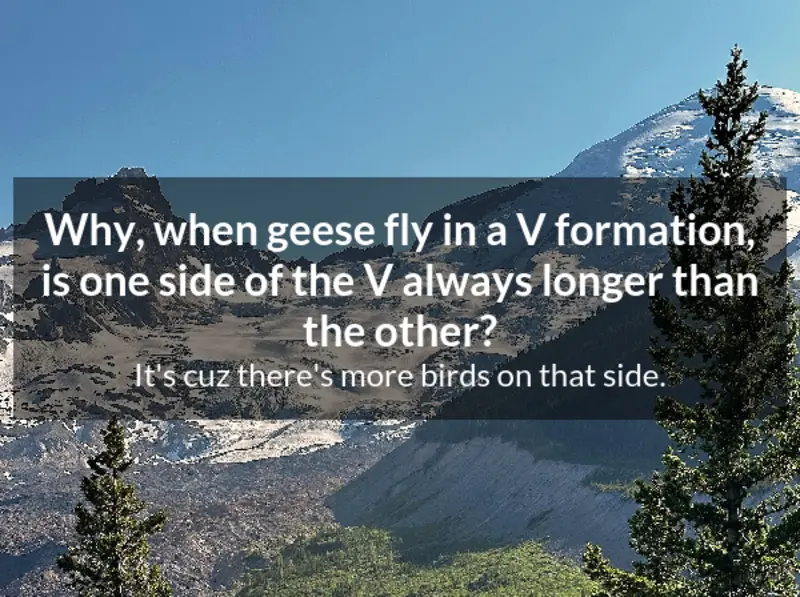 Why, when geese fly in a V formation,
is one side of the V always longer than
the other?
It's cuz there's more birds on that side.